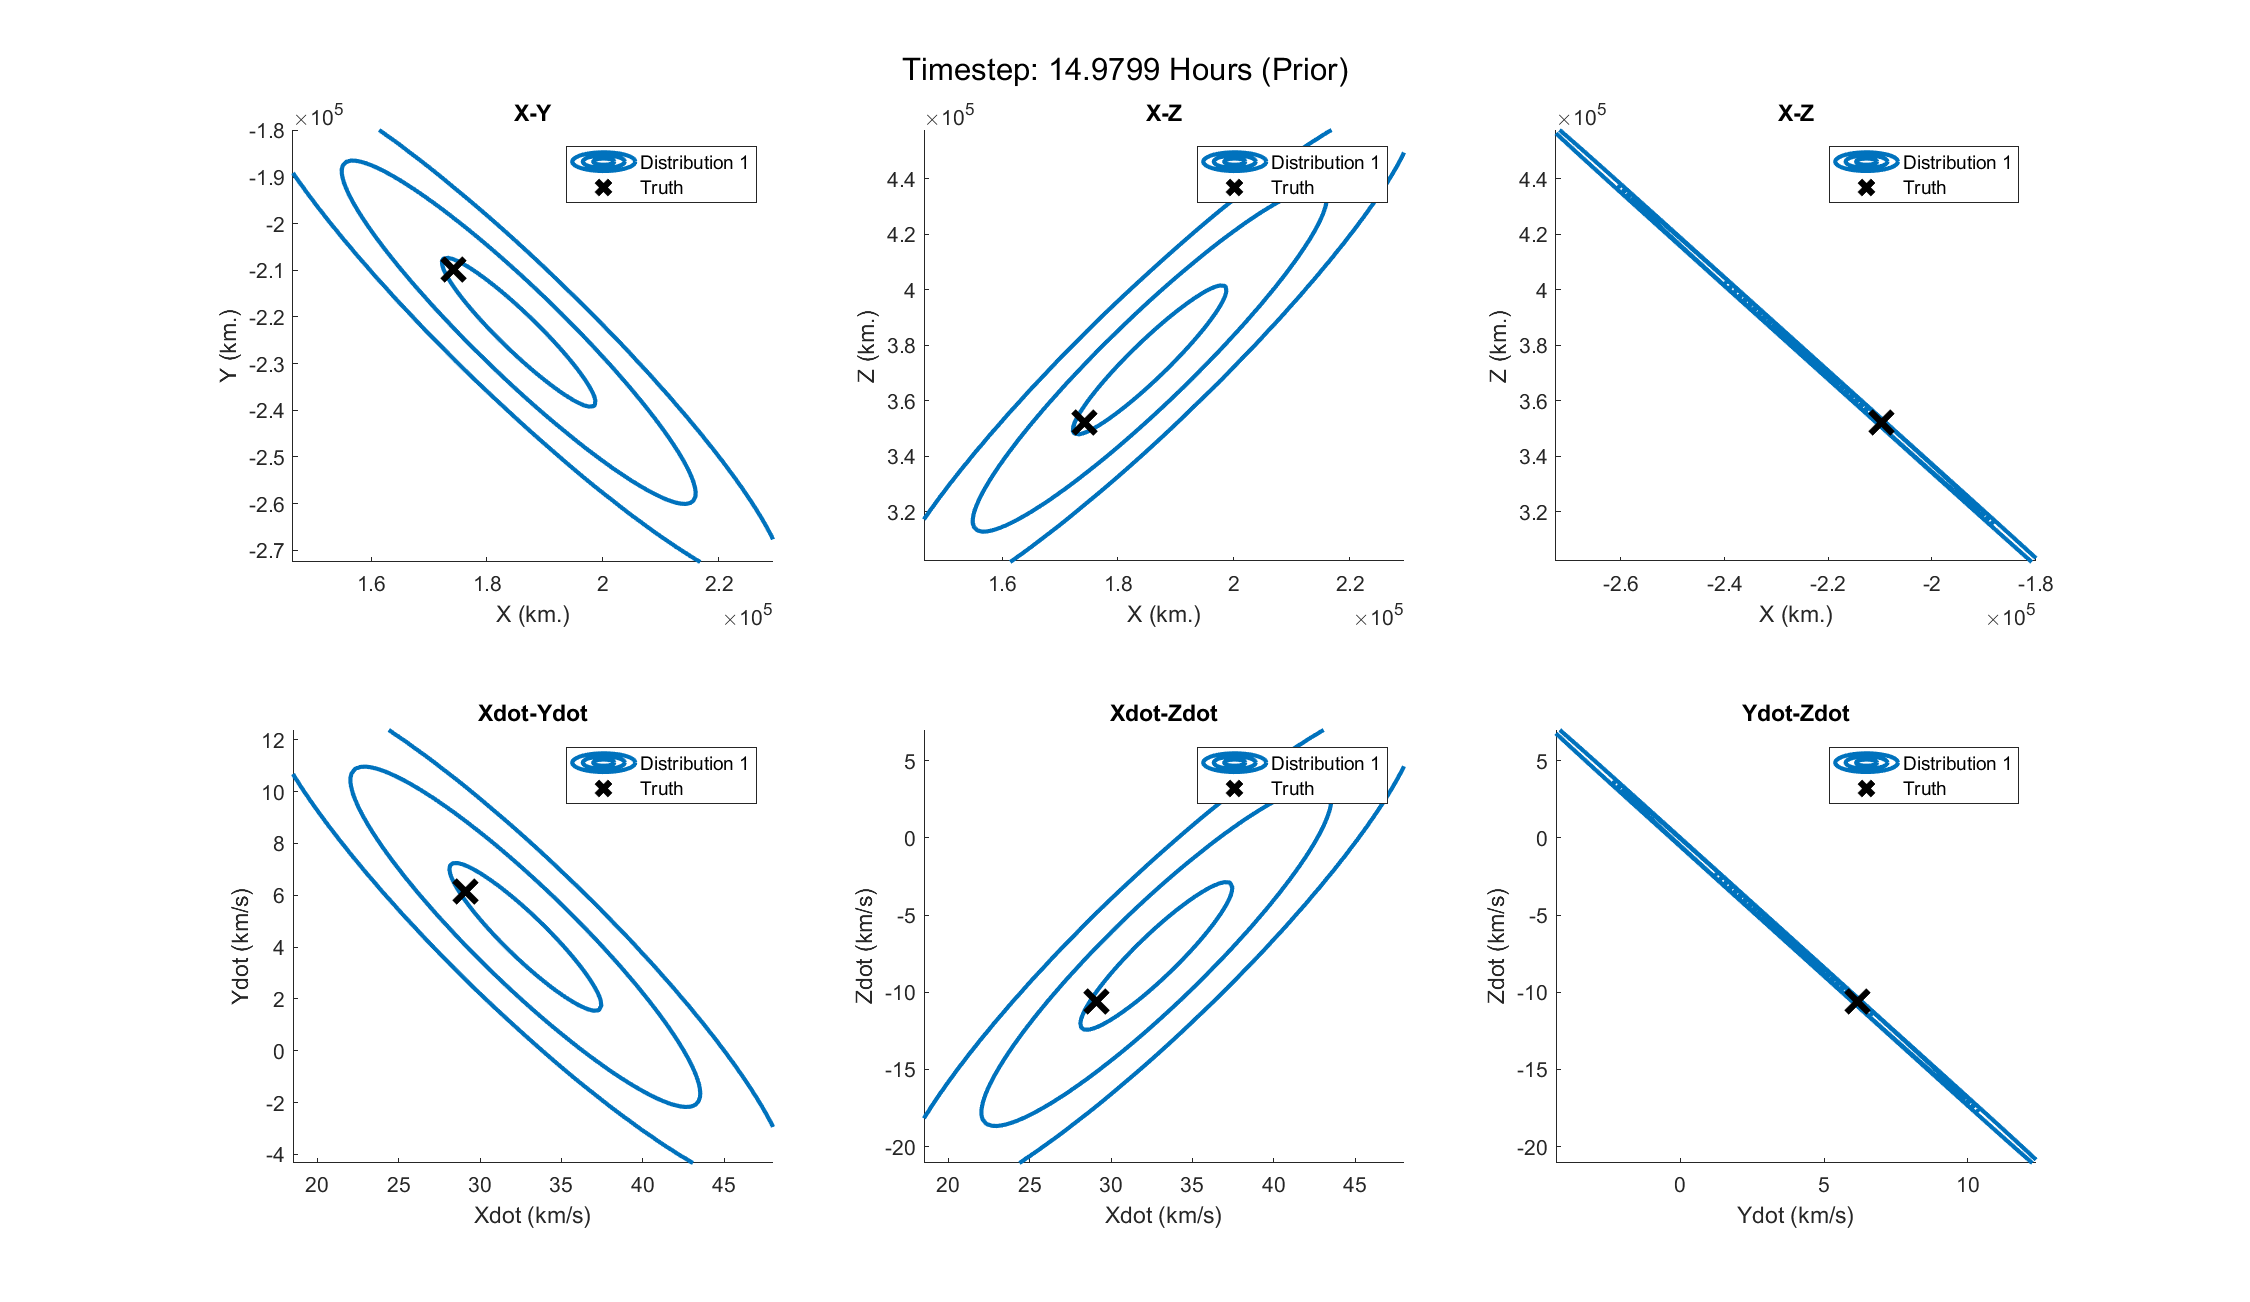 Timestep: 14.9799 Hours (Prior)
X-Y
×10^5
-1.8
-1.9
-2
-2.1
-2.2
-2.3
-2.4
-2.5
-2.6
-2.7
Y (km.)
1.6
1.8
2
2.2
×10^5
X (km.)
Distribution 1
Truth
X-Z
×10^5
4.4
4.2
4
3.8
3.6
3.4
3.2
Z (km.)
1.6
1.8
2
2.2
×10^5
X (km.)
Distribution 1
Truth
X-Z
×10^5
4.4
4.2
4
3.8
3.6
3.4
3.2
Z (km.)
-2.6
-2.4
-2.2
-2
-1.8
×10^5
X (km.)
Distribution 1
Truth
Xdot-Ydot
12
10
8
6
4
2
0
-2
-4
Ydot (km/s)
20
25
30
35
40
45
Xdot (km/s)
Distribution 1
Truth
Xdot-Zdot
5
0
-5
-10
-15
-20
Zdot (km/s)
20
25
30
35
40
45
Xdot (km/s)
Distribution 1
Truth
Ydot-Zdot
5
0
-5
-10
-15
-20
Zdot (km/s)
0
5
10
Ydot (km/s)
Distribution 1
Truth